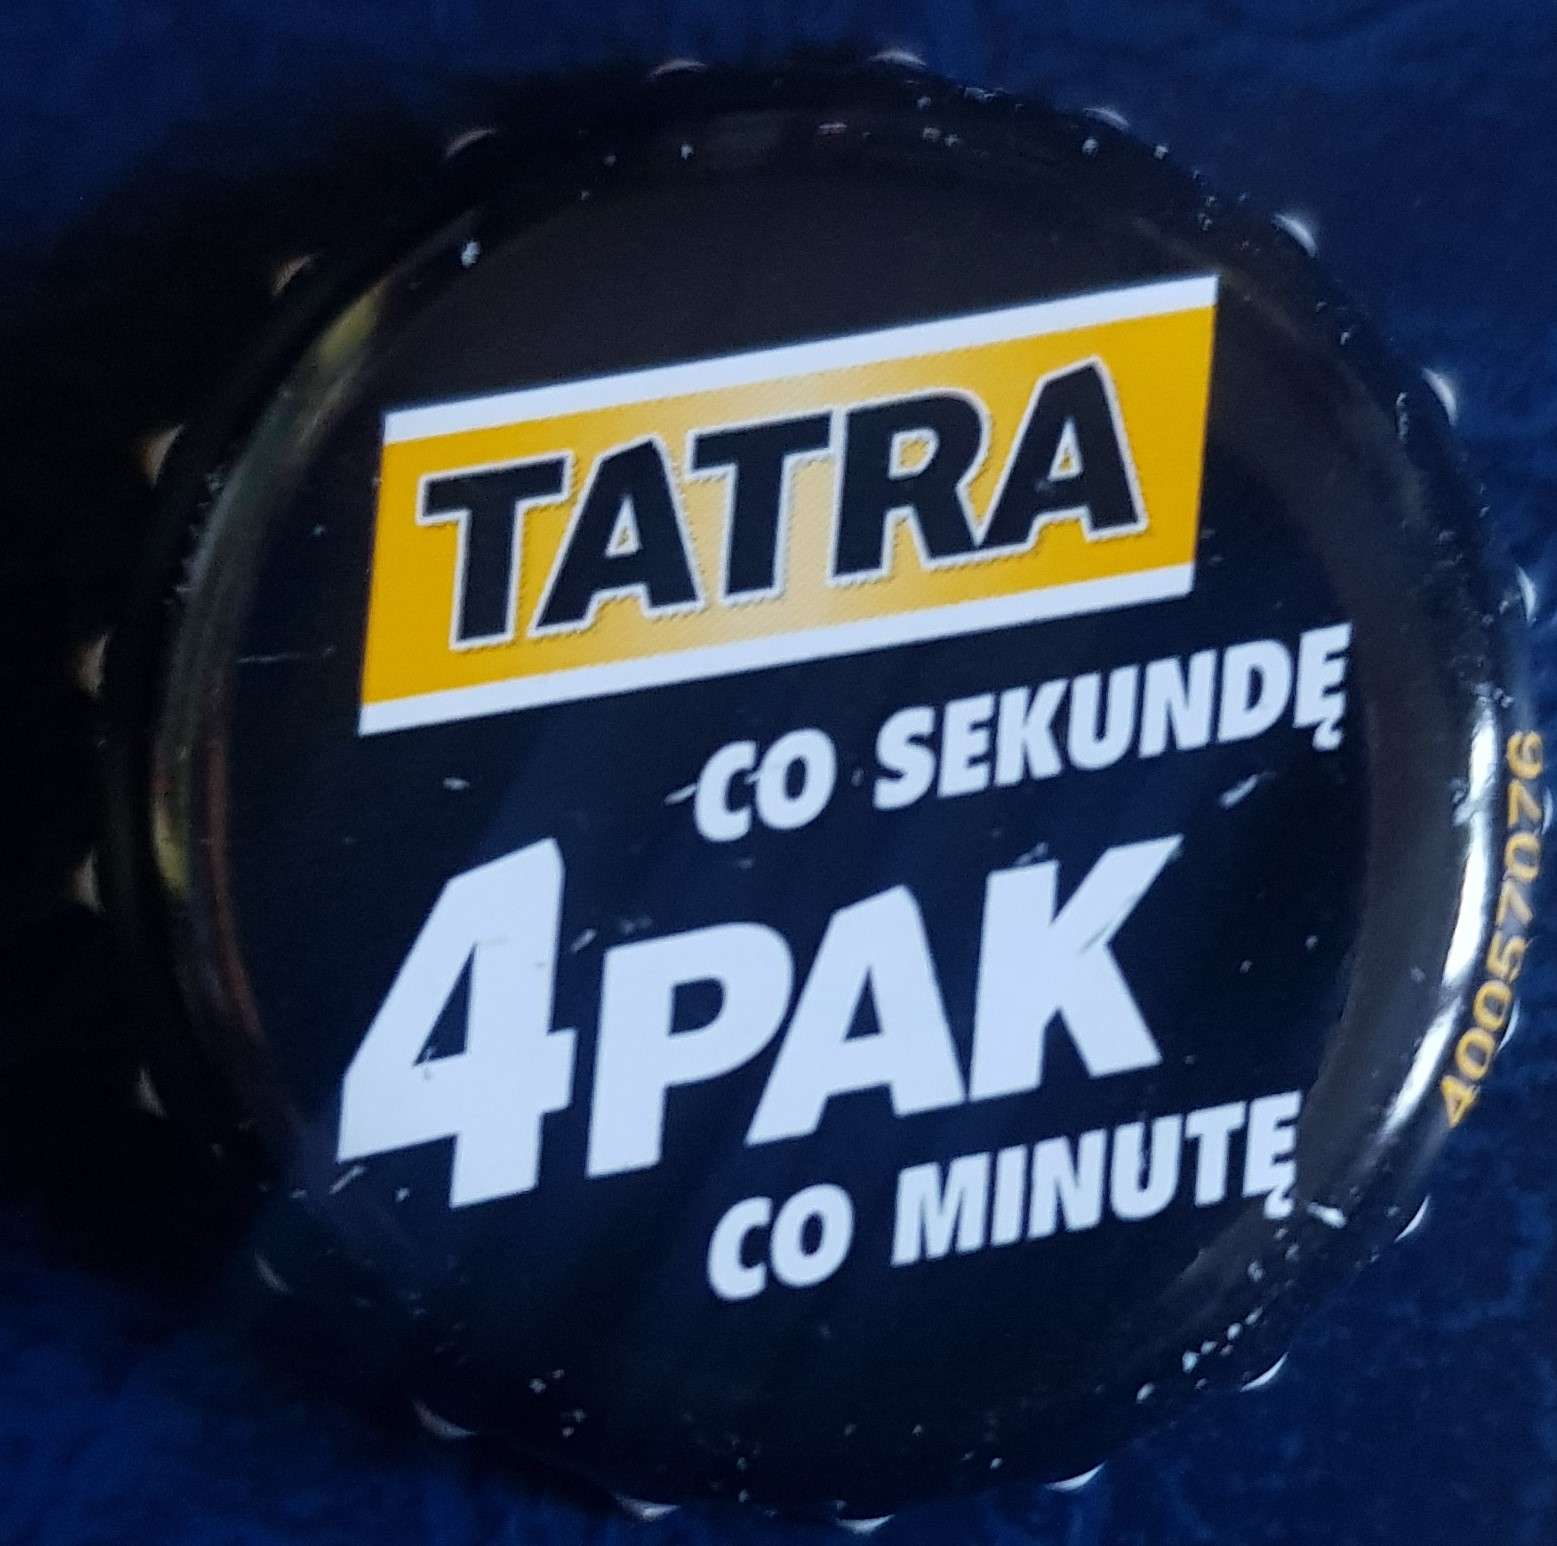 TATRA
CO SEKUNDĘ
4PAK
CO MINUTĘ
40057076